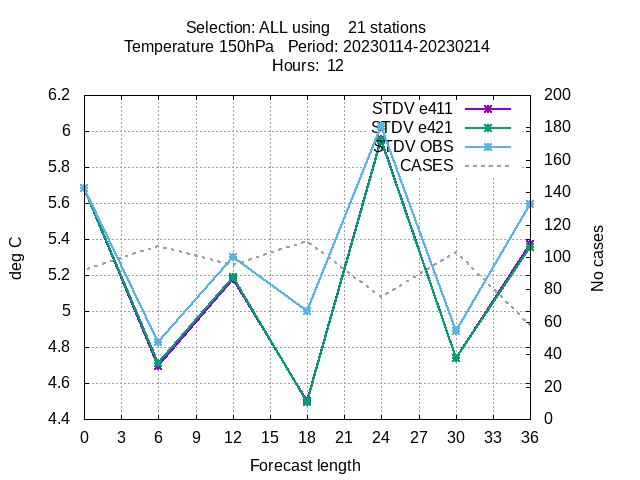 Selection: ALL using 21 stations
Temperature 150hPa Period: 20230114-20230214
Hours: 12
STDV e411
STDV e421
STDV OBS
CASES
6.2
6
5.8
5.6
5.4
5.2
5
4.8
4.6
4.4
deg C
200
180
160
140
120
100
80
60
40
20
0
No cases
0 3 6 9 12 15 18 21 24 27 30 33 36
Forecast length